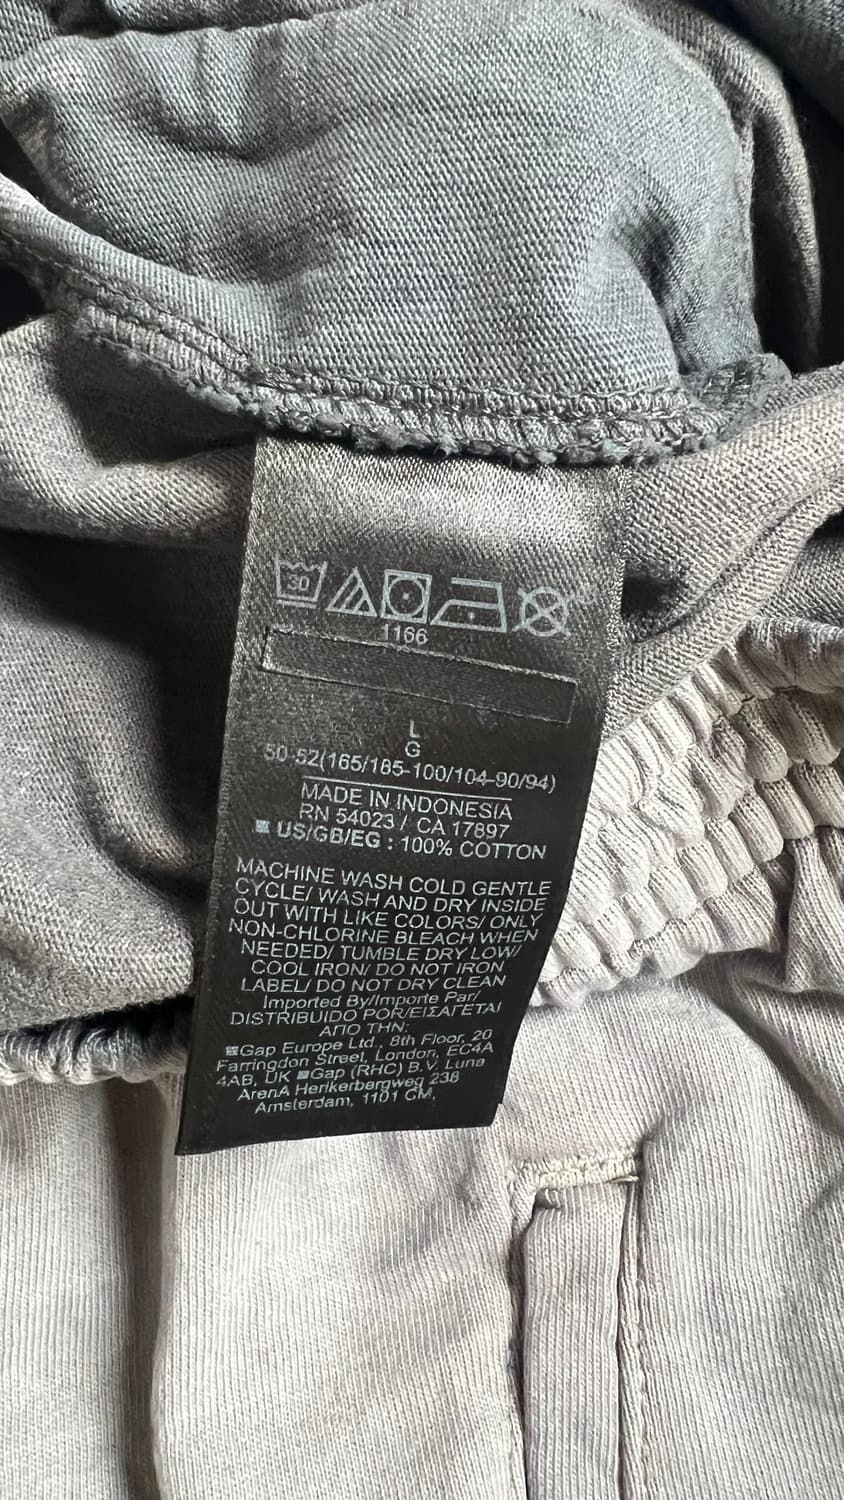 30
1166
L
G
50-52(165/185-100/104-90/94)
MADE IN INDONESIA
RN 54023 / CA 17897
US/GB/EG : 100% COTTON
MACHINE WASH COLD GENTLE
CYCLE/ WASH AND DRY INSIDE
OUT WITH LIKE COLORS/ ONLY
NON-CHLORINE BLEACH WHEN
NEEDED/ TUMBLE DRY LOW/
COOL IRON/ DO NOT IRON
LABEL/ DO NOT DRY CLEAN
Imported By/Importe Par/
DISTRIBUIDO POR/ΕΙΣΑΓΕΤΑΙ
ΑΠΟ ΤΗΝ:
Gap Europe Ltd., 8th Floor, 20
Farringdon Street, London, EC4A
4AB, UK Gap (RHC) B.V. Luna
ArenA Herikerbergweg 238
Amsterdam, 1101 CM,